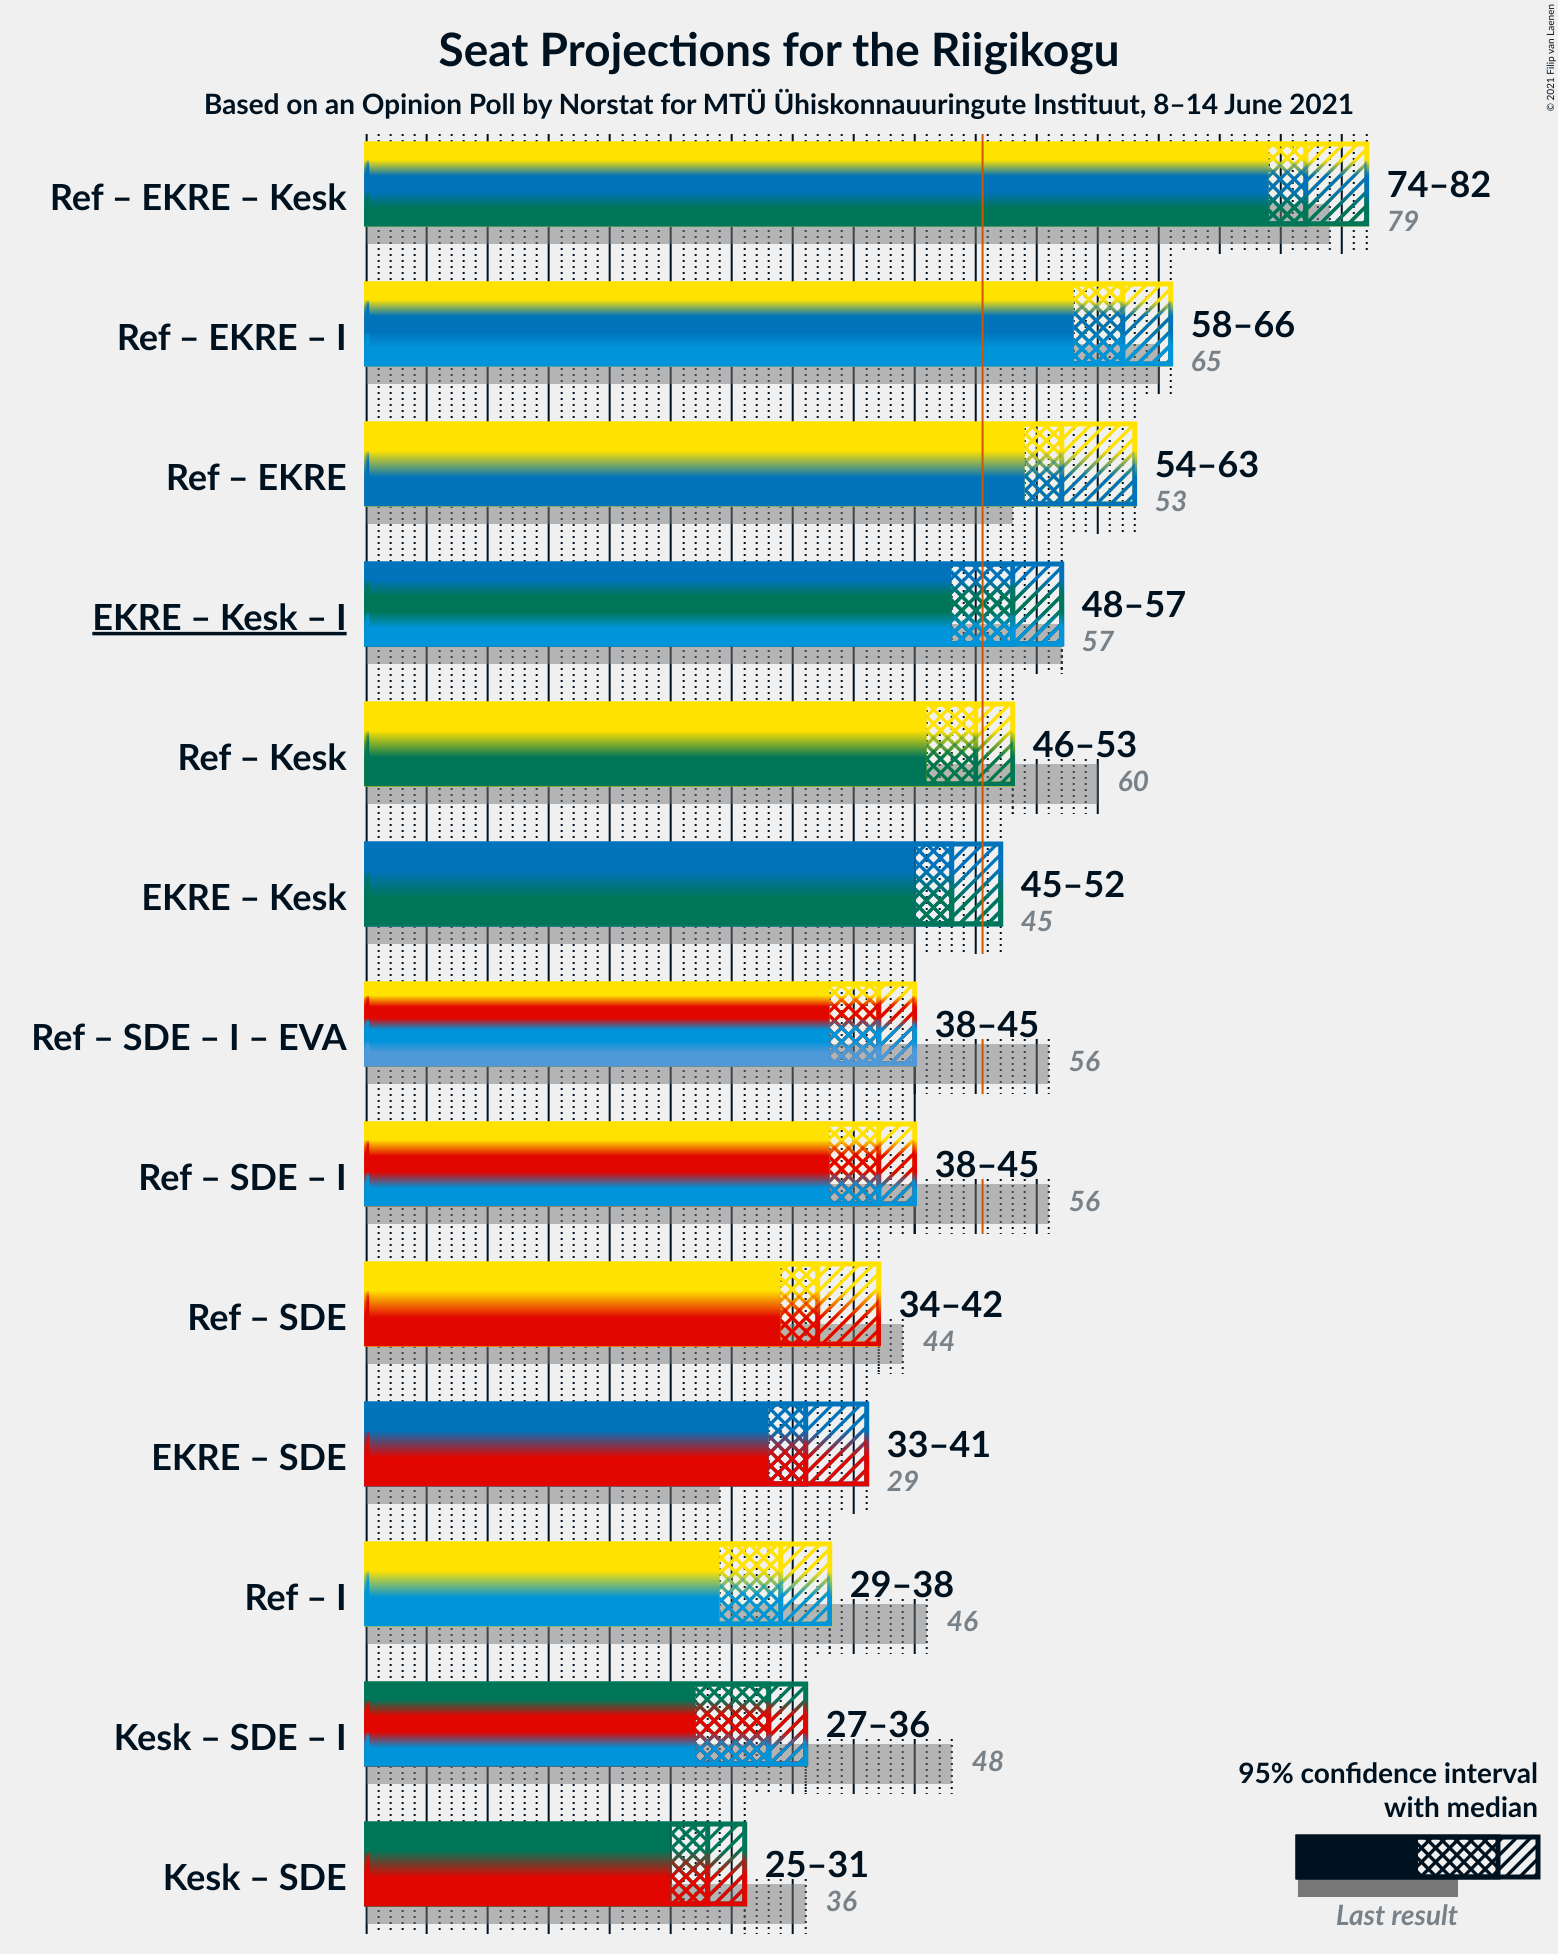 Seat Projections for the Riigikogu
Based on an Opinion Poll by Norstat for MTÜ Ühiskonnauuringute Instituut, 8–14 June 2021
© 2021 Filip van Laenen
Ref – EKRE – Kesk
74–82
79
Ref – EKRE – I
58–66
65
Ref – EKRE
54–63
53
EKRE – Kesk – I
48–57
57
Ref – Kesk
46–53
60
EKRE – Kesk
45–52
45
Ref – SDE – I – EVA
38–45
56
Ref – SDE – I
38–45
56
Ref – SDE
34–42
44
EKRE – SDE
33–41
29
Ref – I
29–38
46
Kesk – SDE – I
27–36
48
Kesk – SDE
25–31
36
95% confidence interval
with median
Last result